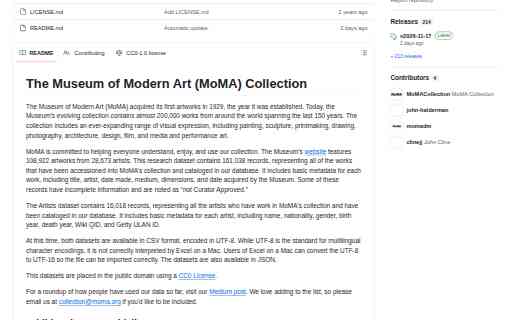 LICENSE.md Add LICENSE.md 2 years ago
README.md Automatic update 2 days ago
Releases 214
Latest
2 days ago
+ 213 releases
README Contributing CC0-1.0 license
Contributors 4
MoMACollection MoMA Collection
momadm
chnejj
The Museum of Modern Art (MoMA) Collection
The Museum of Modern Art (MoMA) acquired its first artworks in 1929, the year it was established. Today, the
Museum's evolving collection contains almost 200,000 works from around the world spanning the last 150 years. The
collection includes an ever-expanding range of visual expression, including painting, sculpture, printmaking, drawing,
photography, architecture, design, film, and media and performance art.
MoMA is committed to helping everyone understand, enjoy, and use our collection. The Museum's website features
artworks from artists. This research dataset contains records, representing all of the works
that have been accessioned into MoMA's collection and cataloged in our database. It includes basic metadata for each
work, including title, artist, date made, medium, dimensions, and date acquired by the Museum. Some of these
records have incomplete information and are noted as "not Curator Approved."
The Artists dataset contains records, representing all the artists who have work in MoMA's collection and have
been cataloged in our database. It includes basic metadata for each artist, including name, nationality, gender, birth
year, death year, Wiki QID, and Getty ULAN ID.
At this time, both datasets are available in CSV format, encoded in UTF-8. While UTF-8 is the standard for multilingual
character encodings, it is not correctly interpreted by Excel on a Mac. Users of Excel on a Mac can convert the UTF-8
to UTF-16 so the file can be imported correctly. The datasets are also available in JSON.
This datasets are placed in the public domain using a CC0 License.
For a roundup of how people have used our data so far, visit our Medium post. We love adding to the list, so please
email us at collection@moma.org if you'd like to be included.